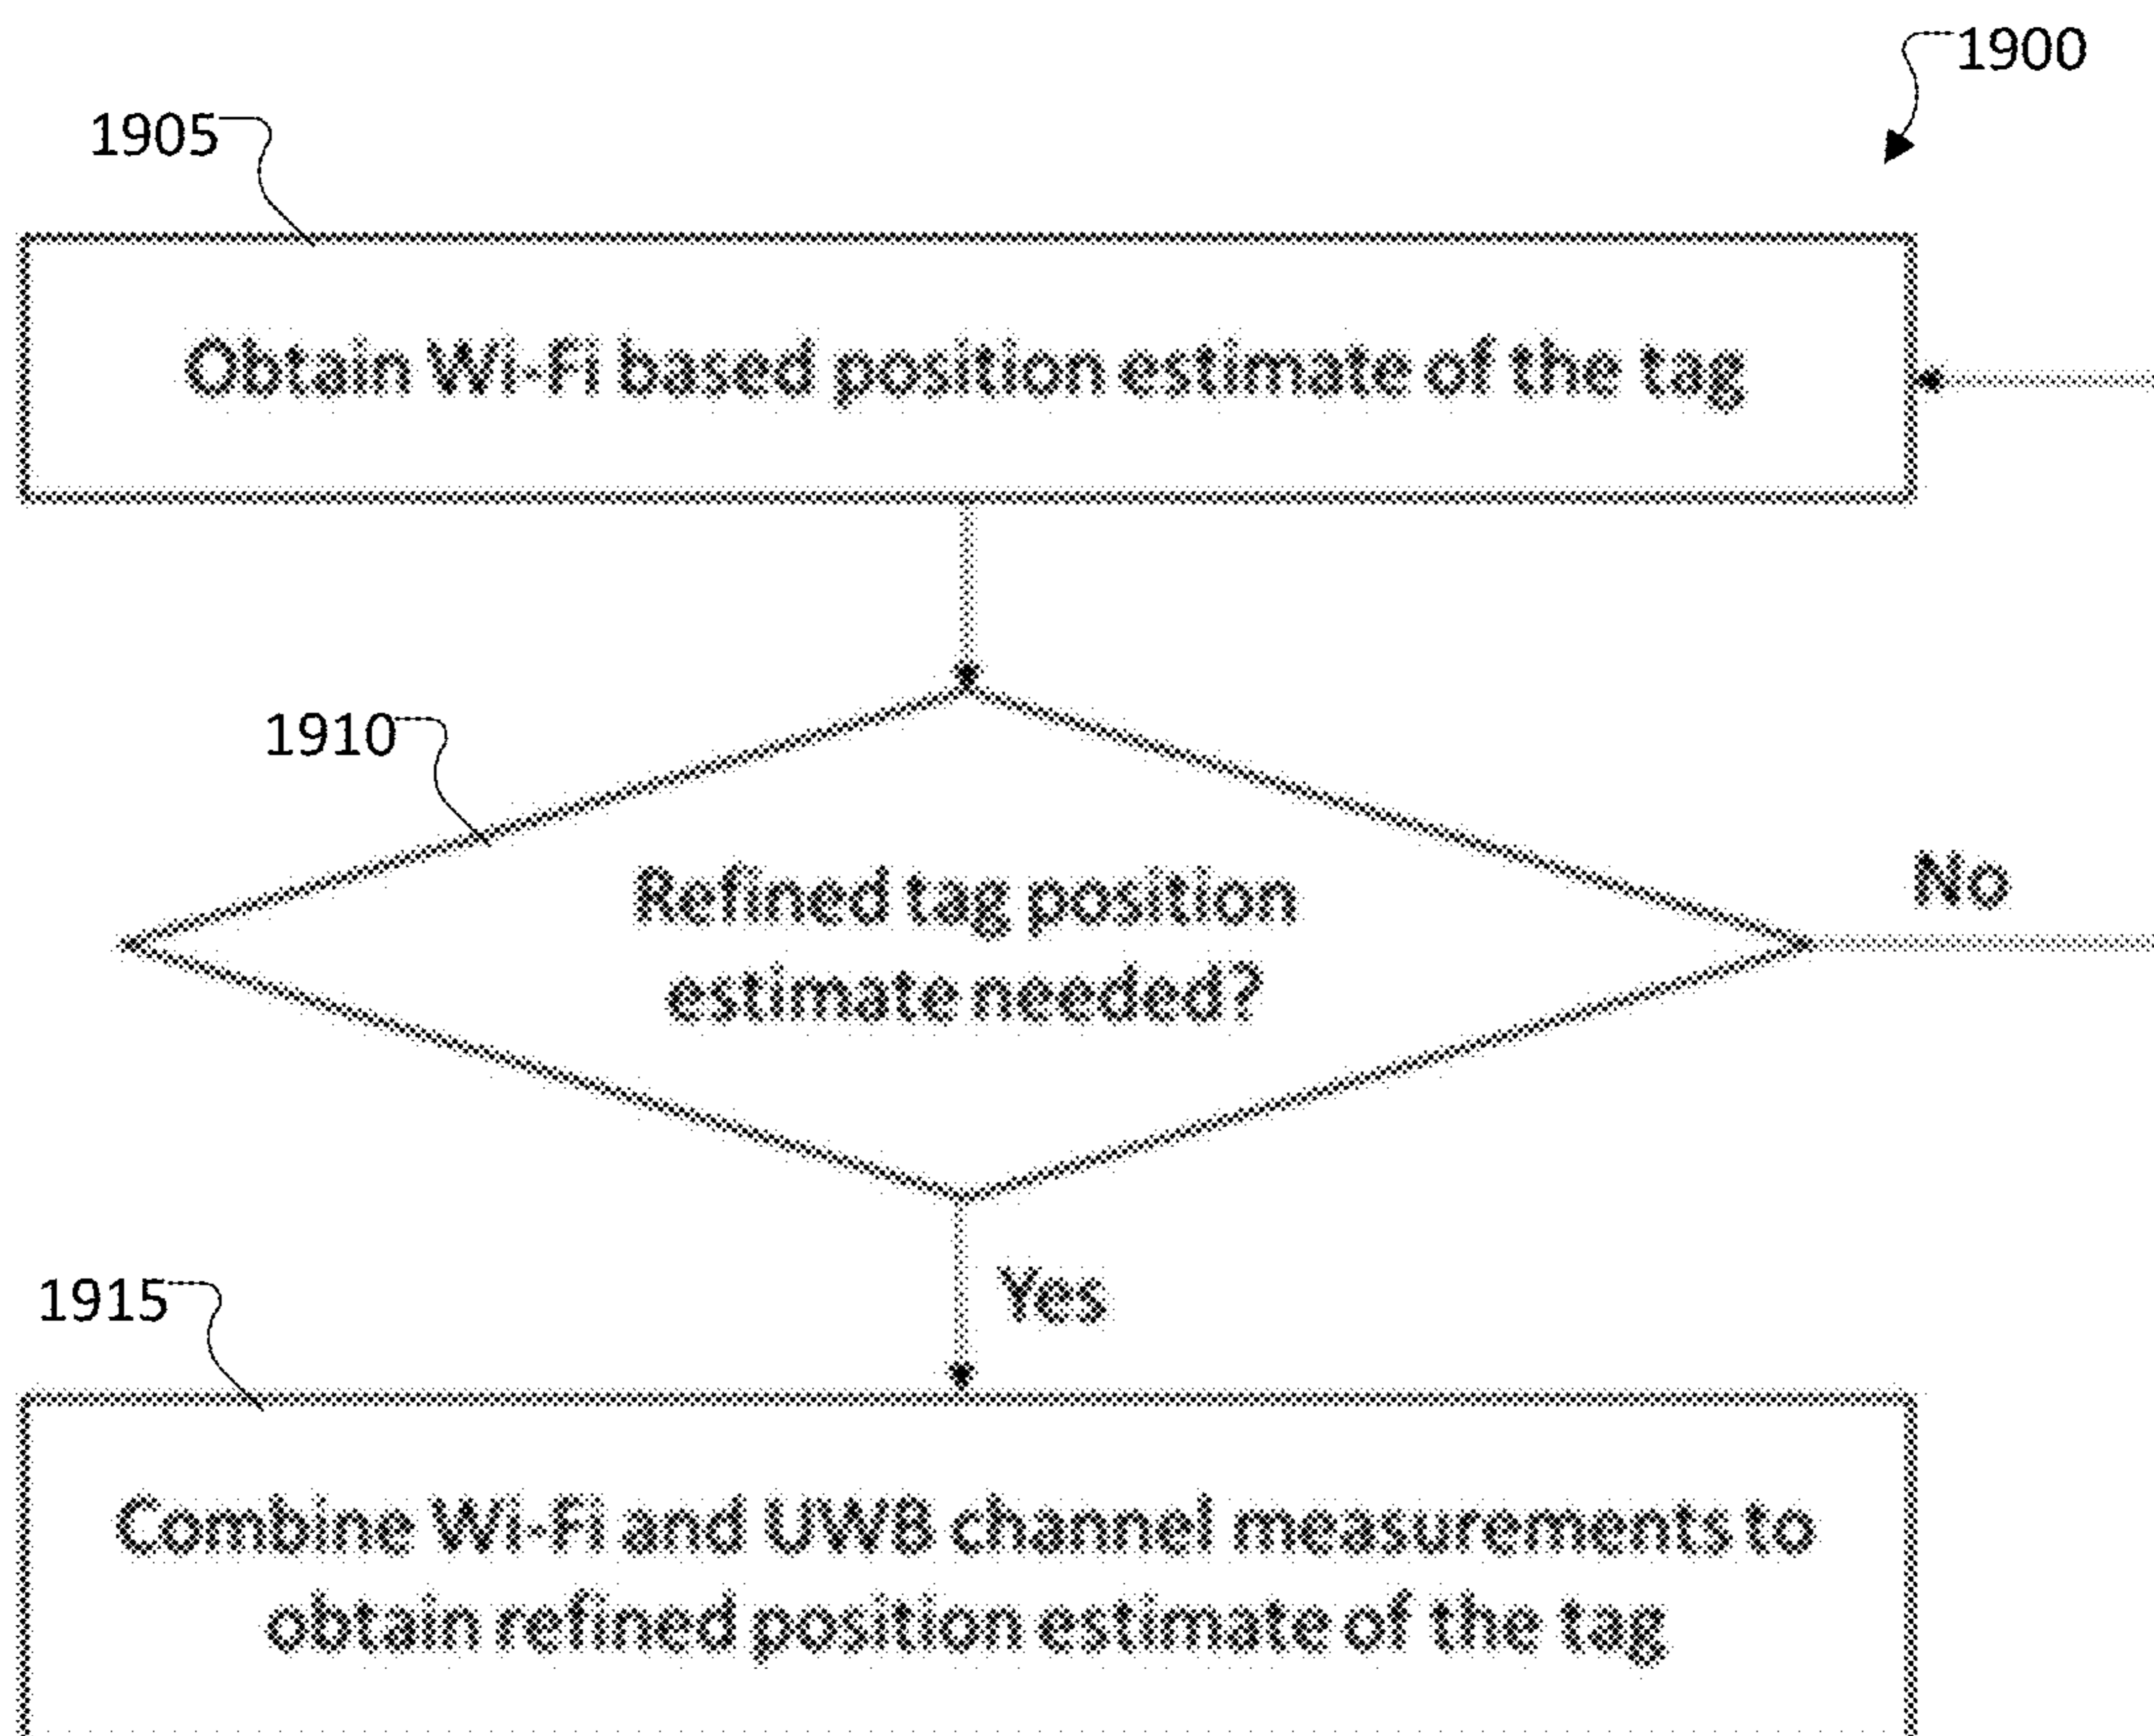 1900
1905
Obtain Wi-Fi based position estimate of the tag
1910
Refined tag position
estimate needed?
No
Yes
1915
Combine Wi-Fi and UWB channel measurements to
obtain refined position estimate of the tag